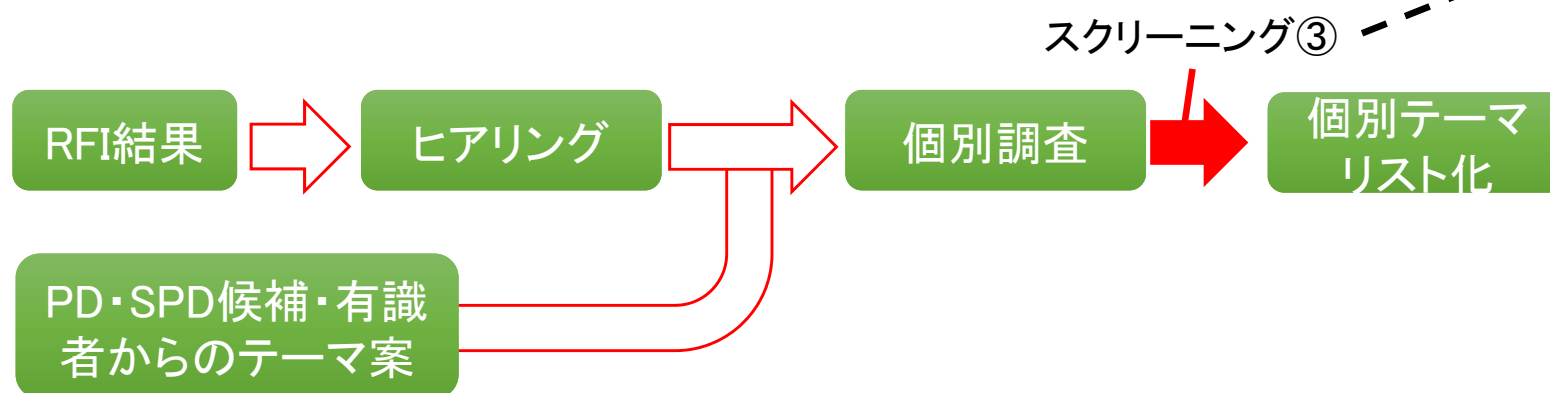 スクリーニング③
RFI結果
ヒアリング
個別調査
個別テーマ
リスト化
PD・SPD候補・有識
者からのテーマ案